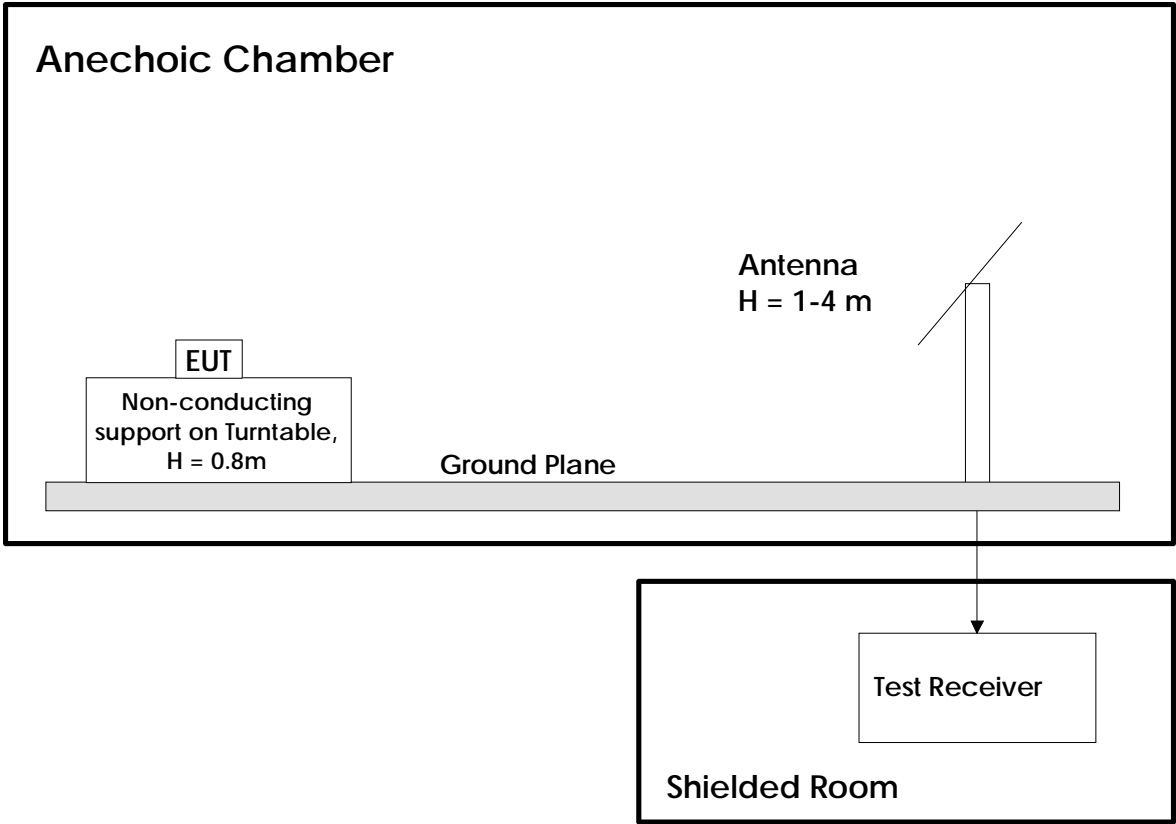 Anechoic Chamber
Antenna
H = 1-4 m
EUT
Non-conducting
support on Turntable,
H = 0.8m
Ground Plane
Test Receiver
Shielded Room